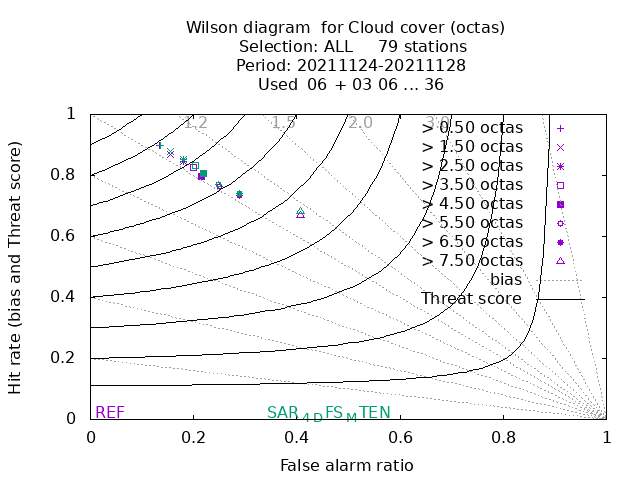 Wilson diagram  for Cloud cover (octas)
Selection: ALL     79 stations
Period: 20211124-20211128
Used  06 + 03 06 ... 36
Hit rate (bias and Threat score)
1
0.8
0.6
0.4
0.2
0
1.2 1.5 2.0 3.0
> 0.50 octas
> 1.50 octas
> 2.50 octas
> 3.50 octas
> 4.50 octas
> 5.50 octas
> 6.50 octas
> 7.50 octas
bias
Threat score
REF SAR4DFSMTEN
0 0.2 0.4 0.6 0.8 1
False alarm ratio